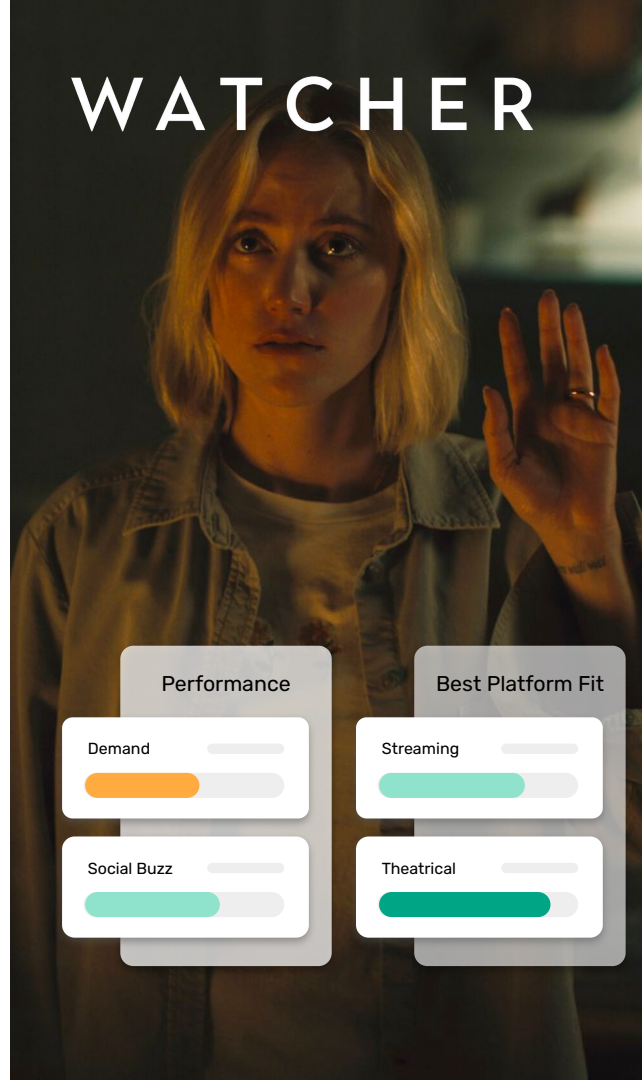 WATCHER
Performance
Demand
Social Buzz
Best Platform Fit
Streaming
Theatrical